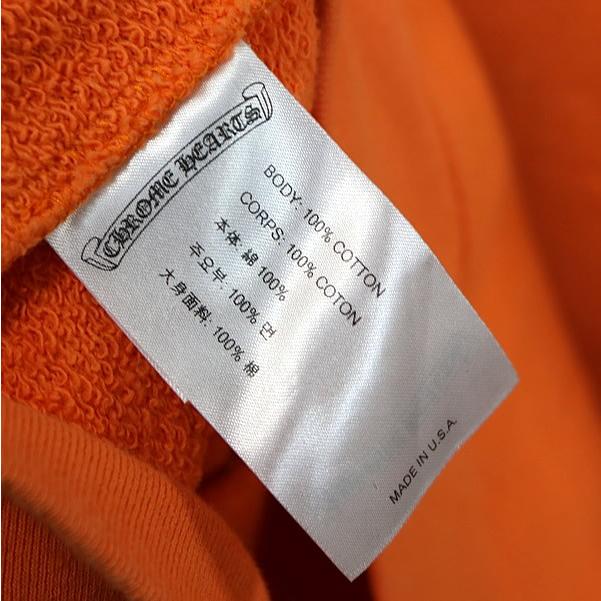 CHROME HEARTS
BODY: 100% COTTON
CORPS: 100% COTON
本体 綿 100%
주요부: 100% 면
大身面料: 100% 棉
MADE IN U.S.A.